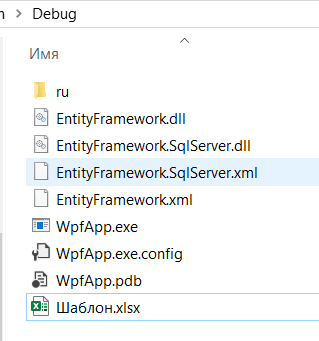 n > Debug
Имя
ru
EntityFramework.dll
EntityFramework.SqlServer.dll
EntityFramework.SqlServer.xml
EntityFramework.xml
WpfApp.exe
WpfApp.exe.config
WpfApp.pdb
Шаблон.xlsx